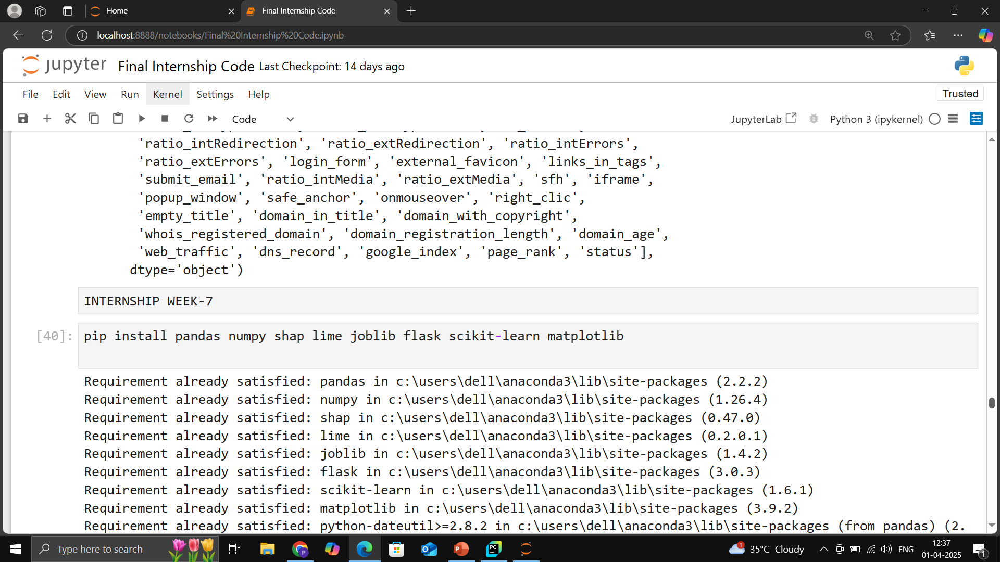 Home
Final Internship Code
localhost:8888/notebooks/Final%20Internship%20Code.ipynb
jupyter Final Internship Code Last Checkpoint: 14 days ago
File Edit View Run Kernel Settings Help
Trusted
Code
JupyterLab
Python 3 (ipykernel)
'ratio_intRedirection', 'ratio_extRedirection', 'ratio_intErrors',
'ratio_extErrors', 'login_form', 'external_favicon', 'links_in_tags',
'submit_email', 'ratio_intMedia', 'ratio_extMedia', 'sfh', 'iframe',
'popup_window', 'safe_anchor', 'onmouseover', 'right_clic',
'empty_title', 'domain_in_title', 'domain_with_copyright',
'whois_registered_domain', 'domain_registration_length', 'domain_age',
'web_traffic', 'dns_record', 'google_index', 'page_rank', 'status'],
dtype='object')
INTERNSHIP WEEK-7
[40]: pip install pandas numpy shap lime joblib flask scikit-learn matplotlib
Requirement already satisfied: pandas in c:\users\dell\anaconda3\lib\site-packages (2.2.2)
Requirement already satisfied: numpy in c:\users\dell\anaconda3\lib\site-packages (1.26.4)
Requirement already satisfied: shap in c:\users\dell\anaconda3\lib\site-packages (0.47.0)
Requirement already satisfied: lime in c:\users\dell\anaconda3\lib\site-packages (0.2.0.1)
Requirement already satisfied: joblib in c:\users\dell\anaconda3\lib\site-packages (1.4.2)
Requirement already satisfied: flask in c:\users\dell\anaconda3\lib\site-packages (3.0.3)
Requirement already satisfied: scikit-learn in c:\users\dell\anaconda3\lib\site-packages (1.6.1)
Requirement already satisfied: matplotlib in c:\users\dell\anaconda3\lib\site-packages (3.9.2)
Requirement already satisfied: python-dateutil>=2.8.2 in c:\users\dell\anaconda3\lib\site-packages (from pandas) (2.
Type here to search
35°C Cloudy
ENG
12:37
01-04-2025